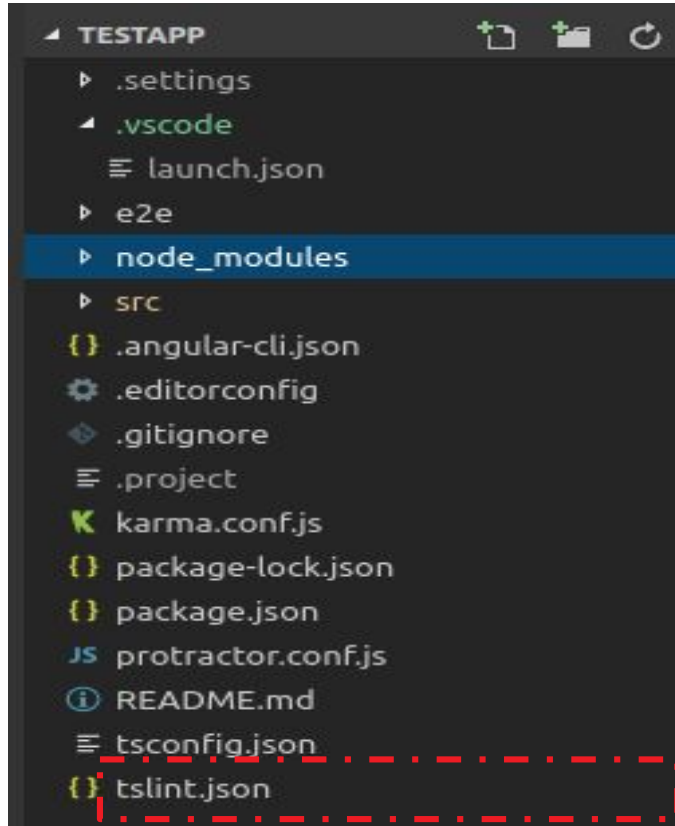 TESTAPP
.settings
.vscode
launch.json
e2e
node_modules
src
{} .angular-cli.json
.editorconfig
.gitignore
.project
K karma.conf.js
{} package-lock.json
{} package.json
JS protractor.conf.js
README.md
tsconfig.json
{} tslint.json